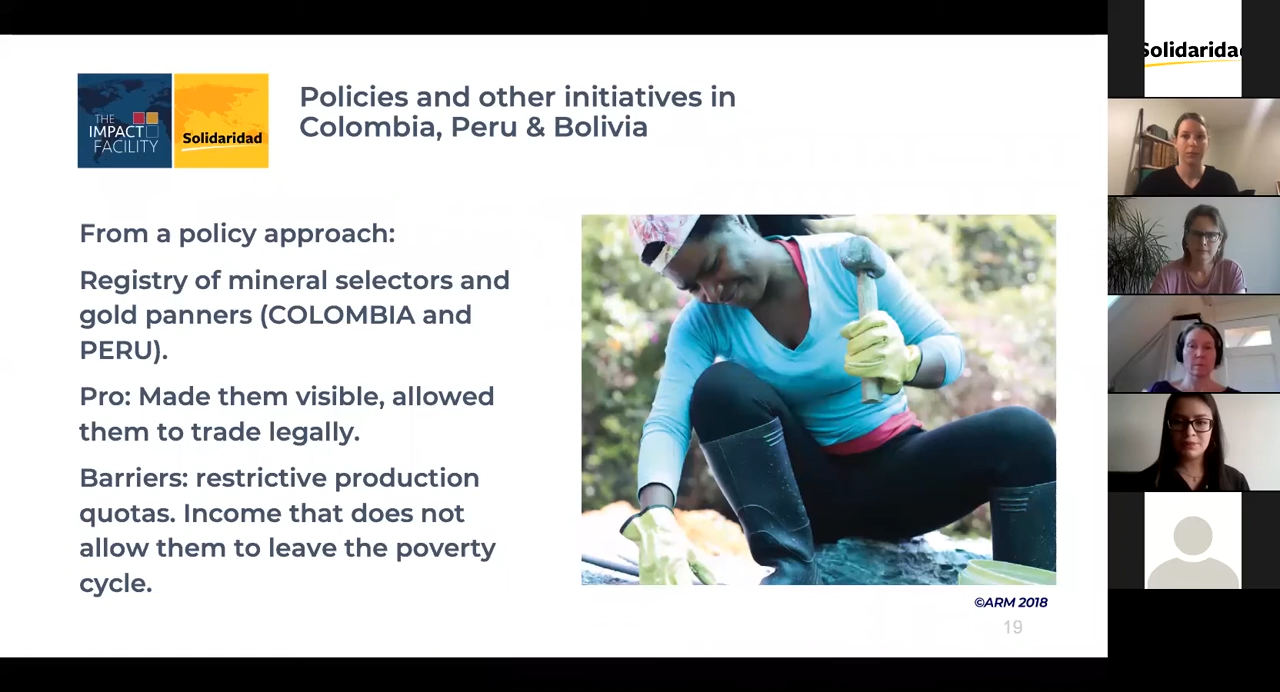 THE
IMPACT
FACILITY
Solidaridad
Policies and other initiatives in
Colombia, Peru & Bolivia
From a policy approach:
Registry of mineral selectors and
gold panners (COLOMBIA and
PERU).
Pro: Made them visible, allowed
them to trade legally.
Barriers: restrictive production
quotas. Income that does not
allow them to leave the poverty
cycle.
©ARM 2018
19
Solidaridad